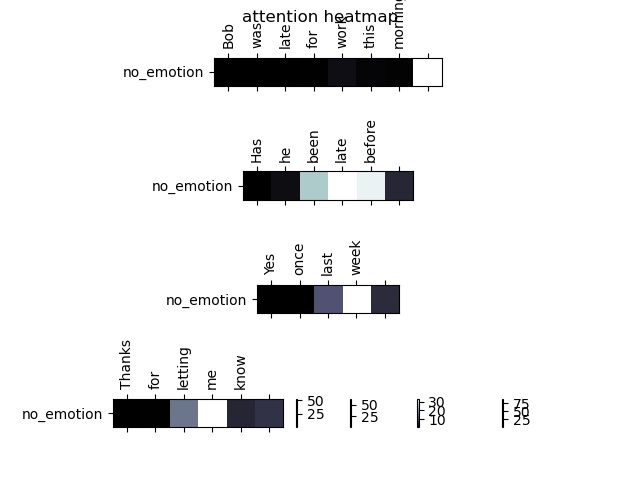 attention heatmap
Bob was late for work this morning
no_emotion
Has he been late before
no_emotion
Yes once last week
no_emotion
Thanks for letting me know
no_emotion
50 50 30 75
25 25 20 50
10 25